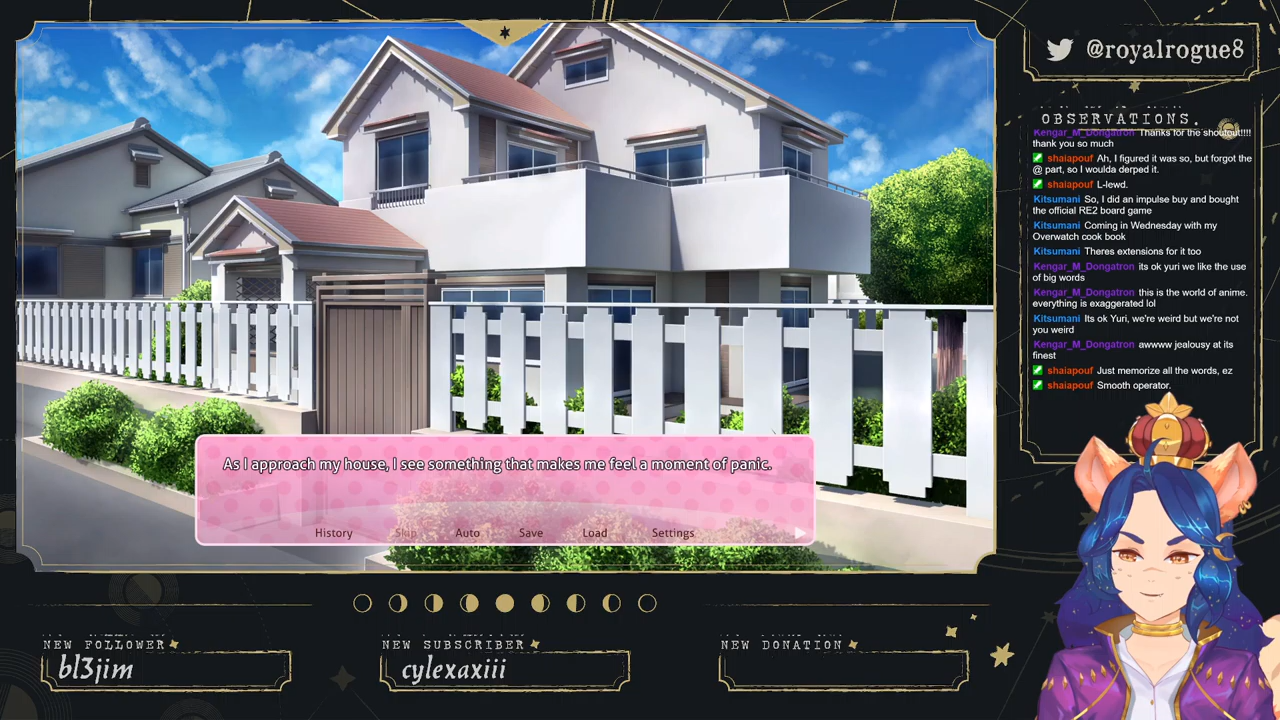 @royalrogue8
OBSERVATIONS.
Kengar_M_Dongatron Thanks for the shoutout!!!!
thank you so much
shaiapouf Ah, I figured it was so, but forgot the
@ part, so I woulda derped it.
shaiapouf L-lewd.
Kitsumani So, I did an impulse buy and bought
the official RE2 board game
Kitsumani Coming in Wednesday with my
Overwatch cook book
Kitsumani Theres extensions for it too
Kengar_M_Dongatron its ok yuri we like the use
of big words
Kengar_M_Dongatron this is the world of anime.
everything is exaggerated lol
Kitsumani Its ok Yuri, we're weird but we're not
you weird
Kengar_M_Dongatron awwww jealousy at its
finest
shaiapouf Just memorize all the words, ez
shaiapouf Smooth operator.
As I approach my house, I see something that makes me feel a moment of panic.
History Skip Auto Save Load Settings
NEW FOLLOWER
bl3jim
NEW SUBSCRIBER
cylexaxiii
NEW DONATION